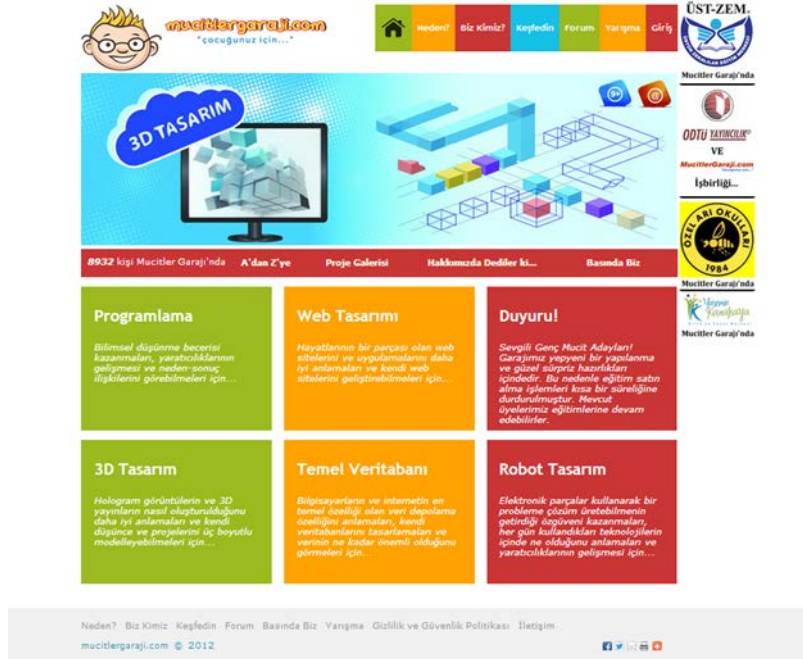 mucitlergaraji.com
"çocuğunuz için..."
Neden? Biz Kimiz? Keşfedin Forum Yarışma Giriş
3D TASARIM
9+
8932 kişi Mucitler Garajı'nda A'dan Z'ye Proje Galerisi Hakkımızda Dediler ki... Basında Biz
Programlama
Bilimsel düşünme becerisi
kazanmaları, yaratıcılıklarının
gelişmesi ve neden-sonuç
ilişkilerini görebilmeleri için...
Web Tasarımı
Hayatlarının bir parçası olan web
sitelerini ve uygulamalarını daha
iyi anlamaları ve kendi web
sitelerini geliştirebilmeleri için...
Duyuru!
Sevgili Genç Mucit Adayları!
Garajımız yepyeni bir yapılanma
ve güzel sürpriz hazırlıkları
içindedir. Bu nedenle eğitim satın
alma işlemleri kısa bir süreliğine
durdurulmuştur. Mevcut
üyelerimiz eğitimlerine devam
edebilirler.
3D Tasarım
Hologram görüntülerin ve 3D
yayınların nasıl oluşturulduğunu
daha iyi anlamaları ve kendi
düşünce ve projelerini üç boyutlu
modelleyebilmeleri için...
Temel Veritabanı
Bilgisayarların ve internetin en
temel özelliği olan veri depolama
özelliğini anlamaları, kendi
veritabanlarını tasarlamaları ve
verinin ne kadar önemli olduğunu
görmeleri için...
Robot Tasarım
Elektronik parçalar kullanarak bir
probleme çözüm üretebilmenin
getirdiği özgüveni kazanmaları,
her gün kullandıkları teknolojilerin
içinde ne olduğunu anlamaları ve
yaratıcılıklarının gelişmesi için...
ÜST-ZEM.
Mucitler Garajı'nda
ODTÜ YAYINCILIK
VE
MucitlerGaraji.com
İşbirliği...
ÖZEL ARI OKULLARI
1984
Mucitler Garajı'nda
Mucitler Garajı'nda
Neden? Biz Kimiz Keşfedin Forum Basında Biz Yarışma Gizlilik ve Güvenlik Politikası İletişim
mucitlergaraji.com © 2012